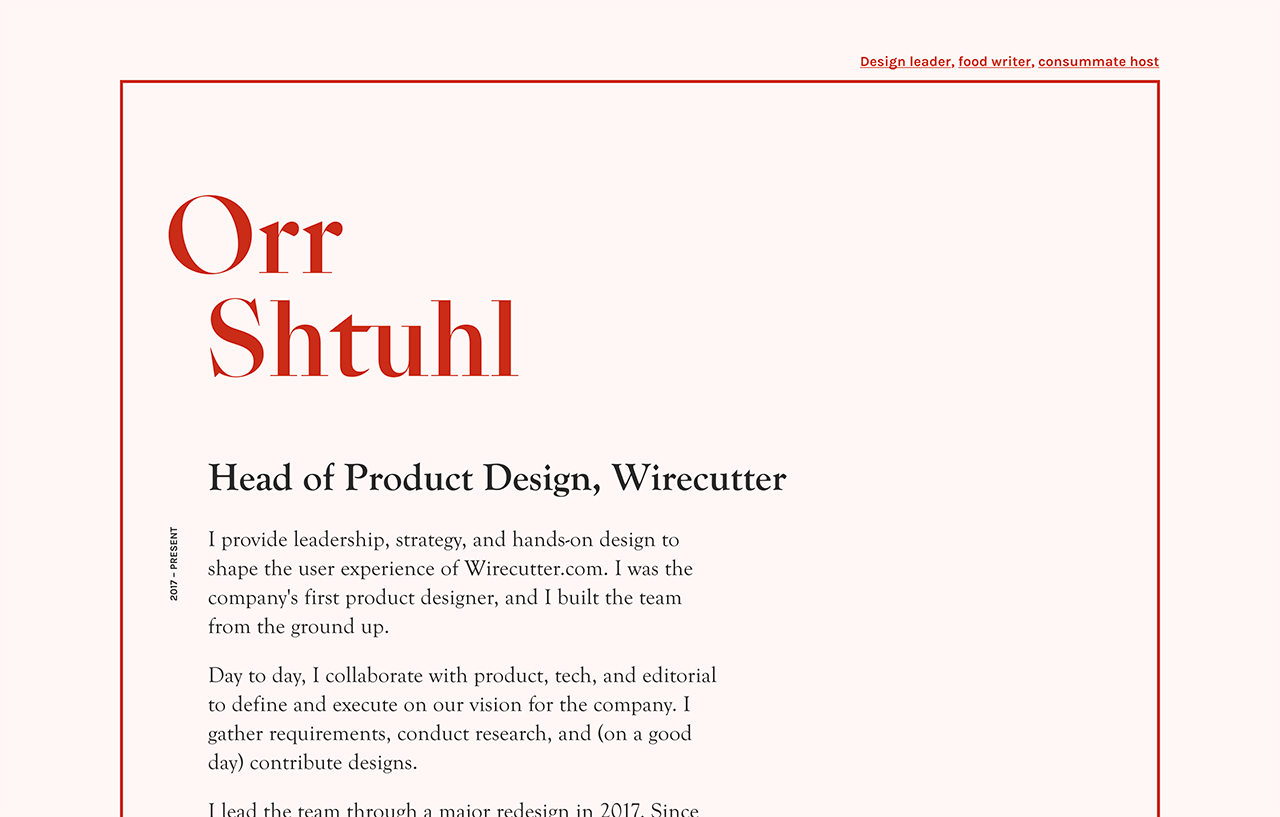 Design leader, food writer, consummate host
Orr
Shtuhl
Head of Product Design, Wirecutter
2017 – PRESENT
I provide leadership, strategy, and hands-on design to
shape the user experience of Wirecutter.com. I was the
company's first product designer, and I built the team
from the ground up.
Day to day, I collaborate with product, tech, and editorial
to define and execute on our vision for the company. I
gather requirements, conduct research, and (on a good
day) contribute designs.
I lead the team through a major redesign in 2017. Since